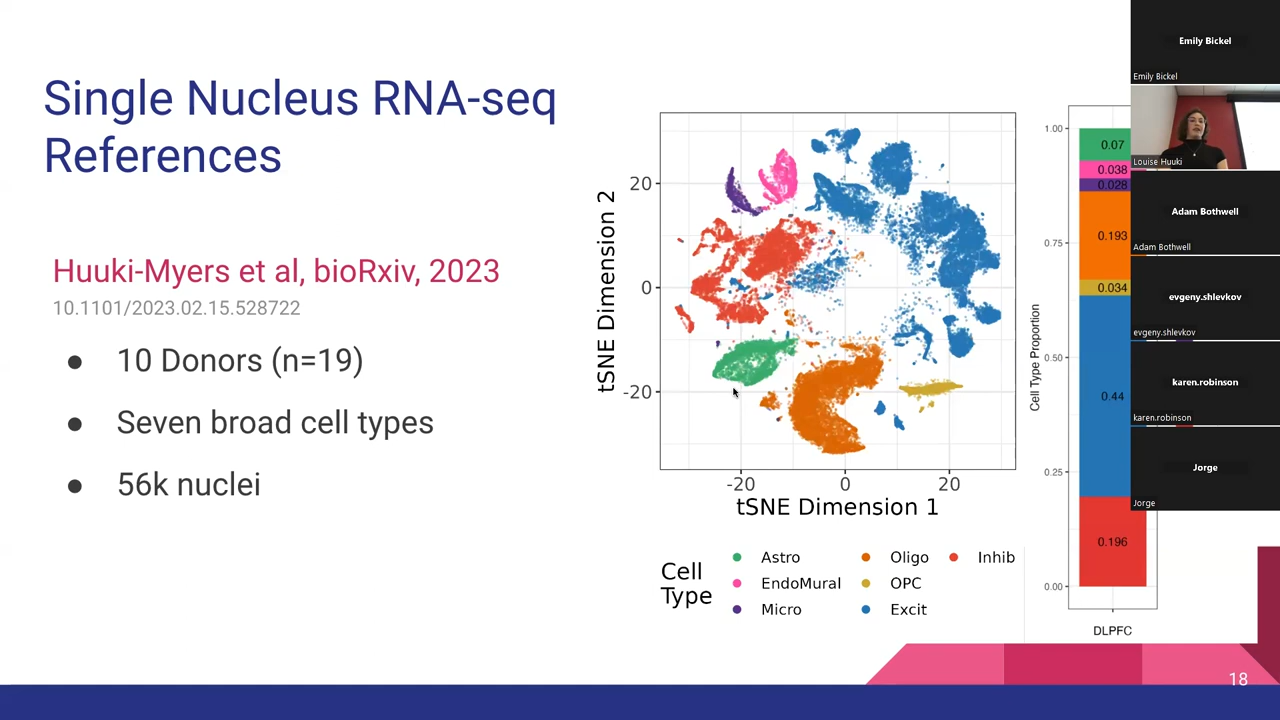 Single Nucleus RNA-seq
References
Huuki-Myers et al, bioRxiv, 2023
10.1101/2023.02.15.528722
● 10 Donors (n=19)
● Seven broad cell types
● 56k nuclei
tSNE Dimension 2
20
0
-20
-20 0 20
tSNE Dimension 1
Cell
Type
Astro
EndoMural
Micro
Oligo
OPC
Excit
Inhib
Cell Type Proportion
1.00
0.75
0.50
0.25
0.00
0.07
0.038
0.028
0.193
0.034
0.44
0.196
DLPFC
18
Emily Bickel
Emily Bickel
Louise Huuki
Adam Bothwell
Adam Bothwell
evgeny.shlevkov
evgeny.shlevkov
karen.robinson
karen.robinson
Jorge
Jorge